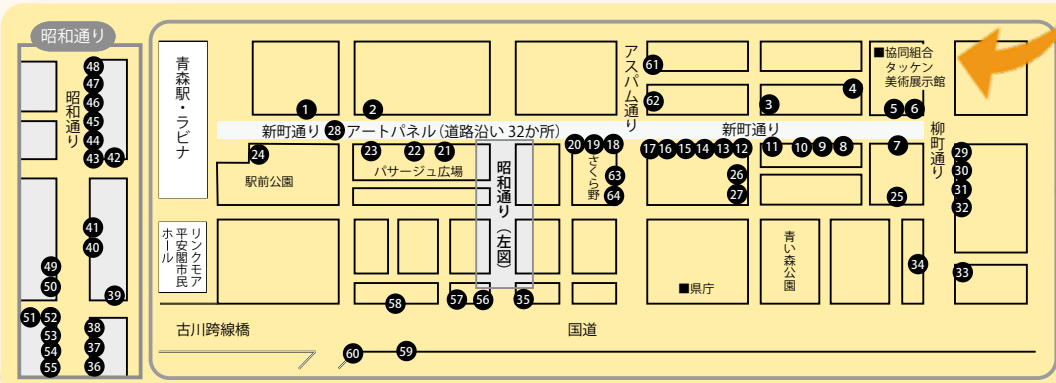 昭和通り
48
47
46
45
44
43
42
昭和通り
41
40
49
50
39
51
52
53
54
55
38
37
36
青森駅・ラビナ
リンクモア
平安閣市民
ホール
1
2
アスパム通り
61
62
3
4
■協同組合
タッケン
美術展示館
5
6
新町通り
28
アートパネル(道路沿い 32か所)
新町通り
柳町通り
24
駅前公園
23
22
21
パサージュ広場
昭和通り(左図)
20
19
18
さくら野
63
64
17
16
15
14
13
12
26
27
11
10
9
8
7
25
29
30
31
32
33
34
■県庁
青い森公園
58
57
56
35
古川跨線橋
国道
60
59